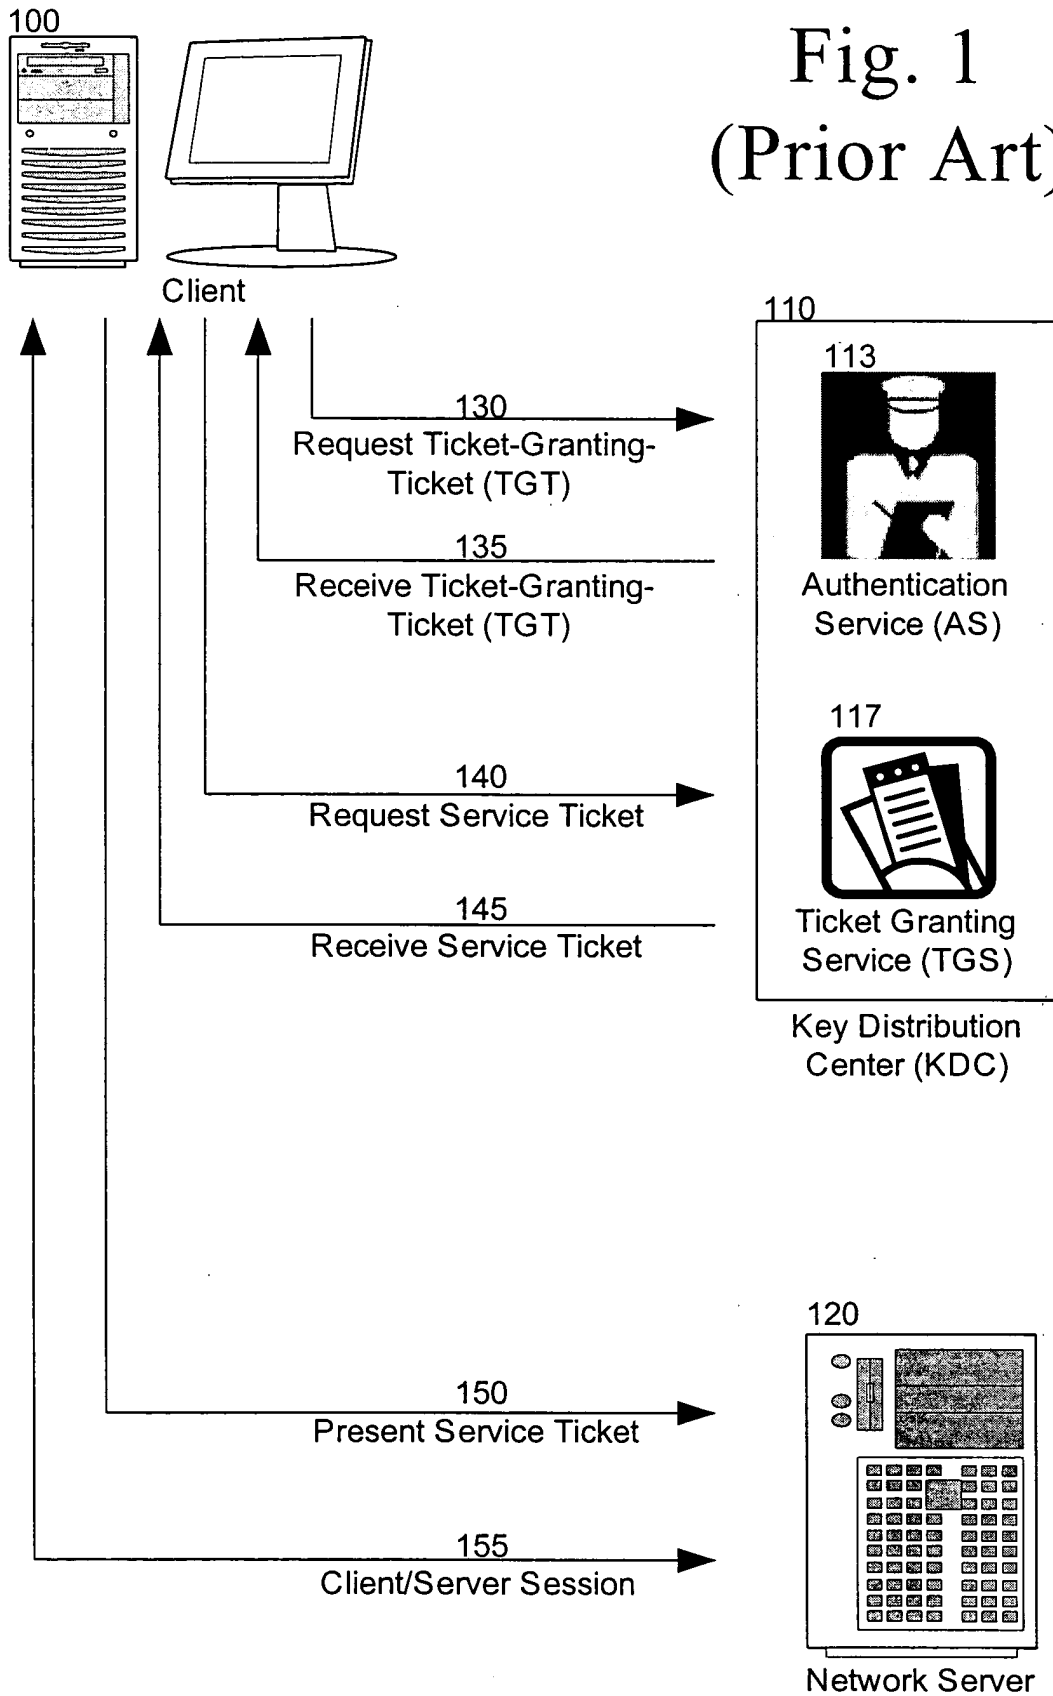 100
Fig. 1
(Prior Art)
Client
110
113
130
Request Ticket-Granting-
Ticket (TGT)
135
Receive Ticket-Granting-
Ticket (TGT)
Authentication
Service (AS)
117
140
Request Service Ticket
145
Receive Service Ticket
Ticket Granting
Service (TGS)
Key Distribution
Center (KDC)
120
150
Present Service Ticket
155
Client/Server Session
Network Server